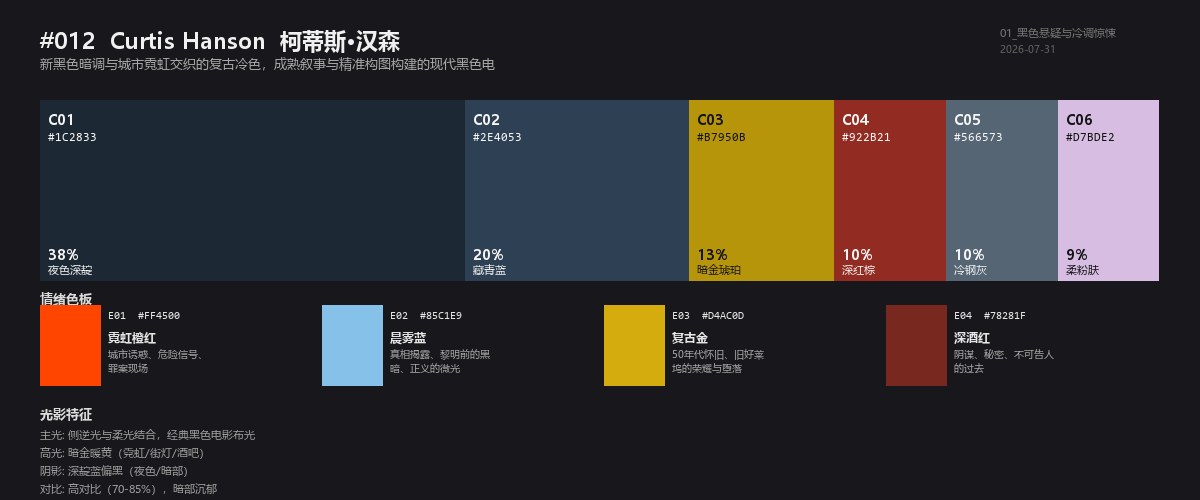 #012 Curtis Hanson 柯蒂斯·汉森
01_黑色悬疑与冷调惊悚
2026-07-31
新黑色暗调与城市霓虹交织的复古冷色，成熟叙事与精准构图构建的现代黑色电
C01
#1C2833
38%
夜色深靛
C02
#2E4053
20%
藏青蓝
C03
#B7950B
13%
暗金琥珀
C04
#922B21
10%
深红棕
C05
#566573
10%
冷钢灰
C06
#D7BDE2
9%
柔粉肤
情绪色板
E01 #FF4500
霓虹橙红
城市诱惑、危险信号、
罪案现场
E02 #85C1E9
晨雾蓝
真相揭露、黎明前的黑
暗、正义的微光
E03 #D4AC0D
复古金
50年代怀旧、旧好莱
坞的荣耀与堕落
E04 #78281F
深酒红
阴谋、秘密、不可告人
的过去
光影特征
主光: 侧逆光与柔光结合，经典黑色电影布光
高光: 暗金暖黄（霓虹/街灯/酒吧）
阴影: 深靛蓝偏黑（夜色/暗部）
对比: 高对比（70-85%），暗部沉郁